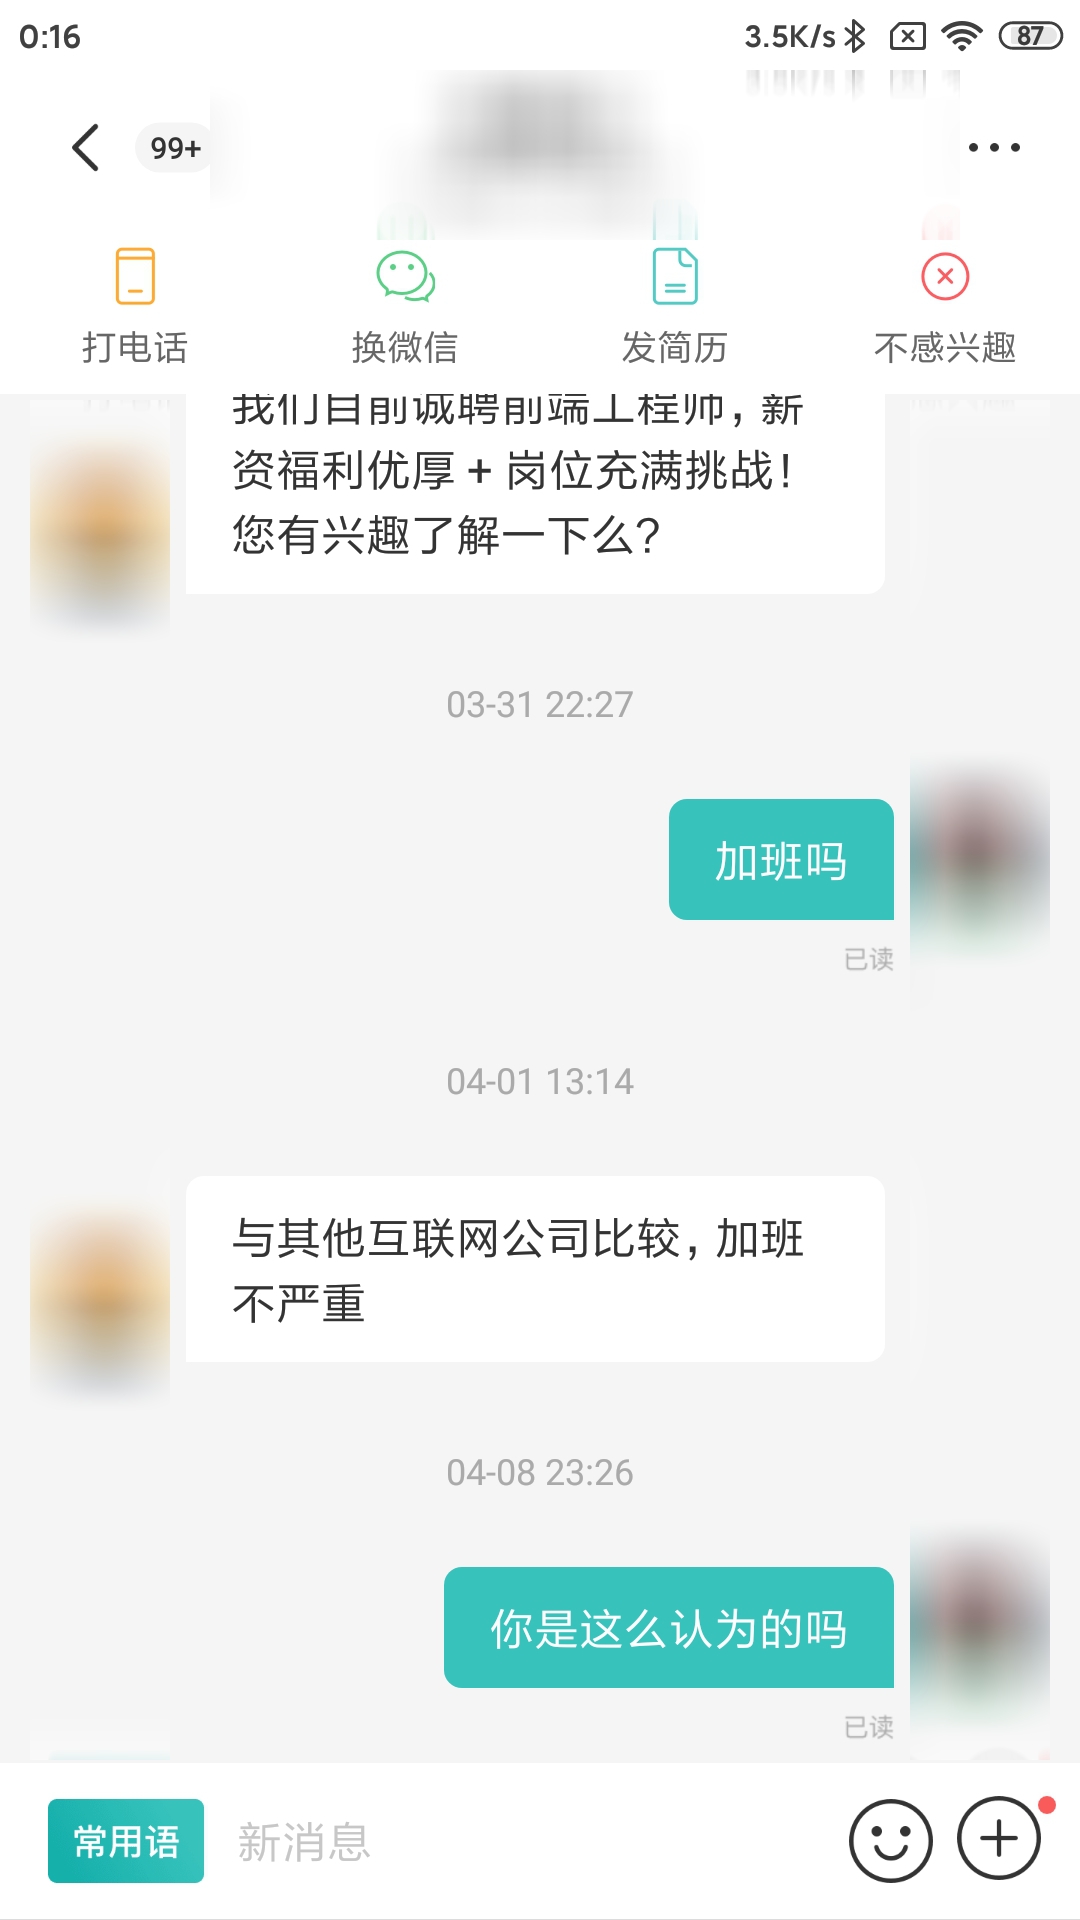 0:16 3.5K/s 87
99+
打电话 换微信 发简历 不感兴趣
我们目前诚聘前端工程师，新
资福利优厚 + 岗位充满挑战！
您有兴趣了解一下么？
03-31 22:27
加班吗
已读
04-01 13:14
与其他互联网公司比较，加班
不严重
04-08 23:26
你是这么认为的吗
已读
常用语 新消息